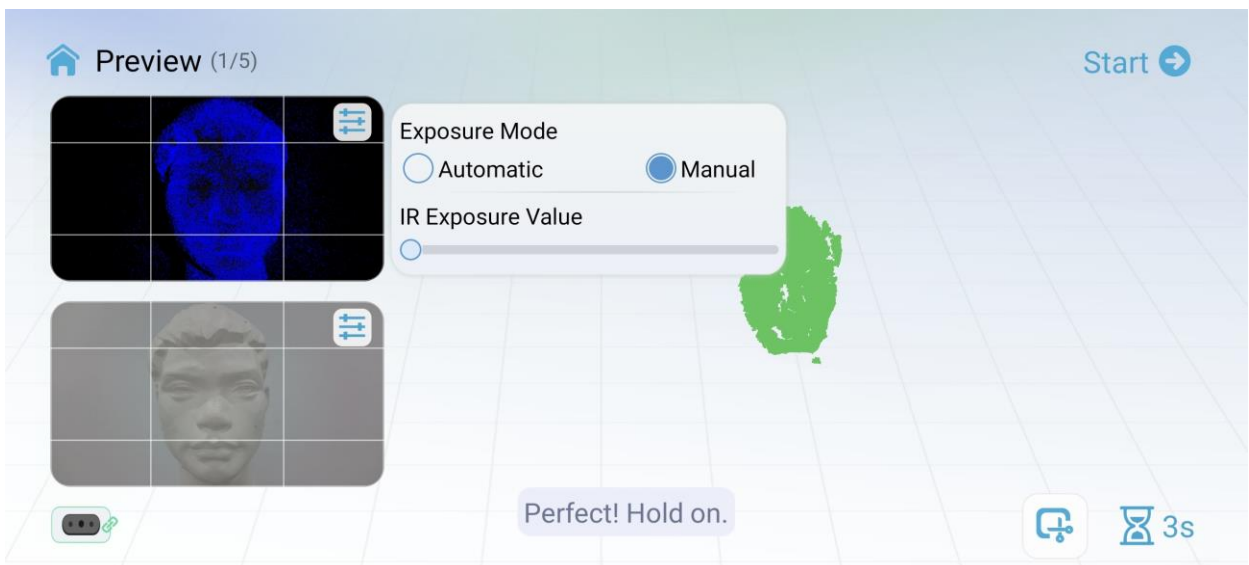 Preview (1/5)
Start
Exposure Mode
Automatic Manual
IR Exposure Value
Perfect! Hold on.
3s